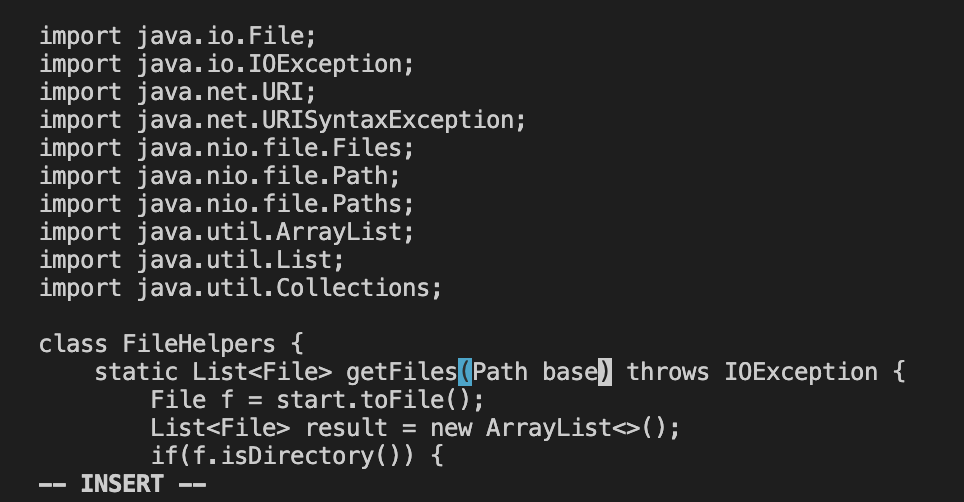 import java.io.File;
import java.io.IOException;
import java.net.URI;
import java.net.URISyntaxException;
import java.nio.file.Files;
import java.nio.file.Path;
import java.nio.file.Paths;
import java.util.ArrayList;
import java.util.List;
import java.util.Collections;

class FileHelpers {
    static List<File> getFiles(Path base) throws IOException {
        File f = start.toFile();
        List<File> result = new ArrayList<>();
        if(f.isDirectory()) {
-- INSERT --